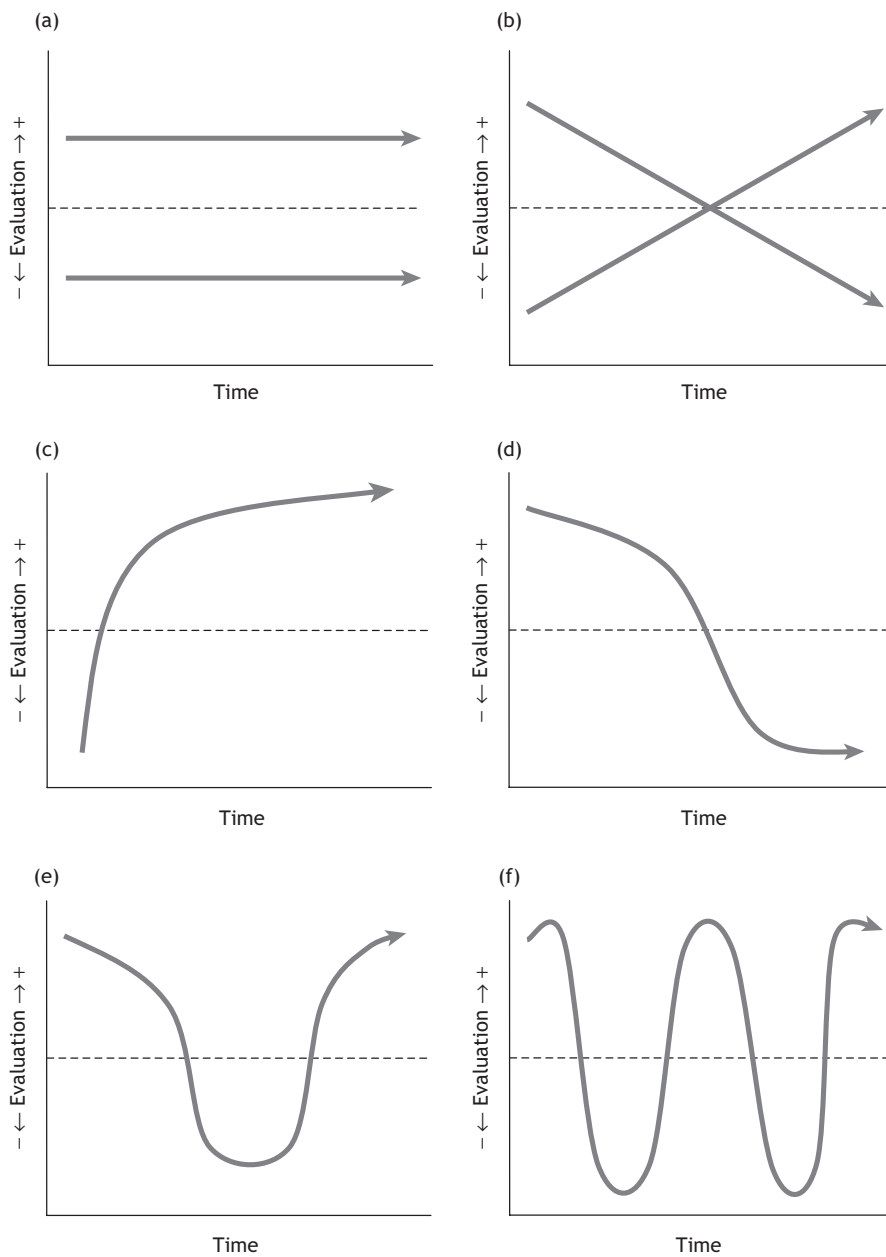 (a)
− ← Evaluation → +
Time
(b)
− ← Evaluation → +
Time
(c)
− ← Evaluation → +
Time
(d)
− ← Evaluation → +
Time
(e)
− ← Evaluation → +
Time
(f)
− ← Evaluation → +
Time